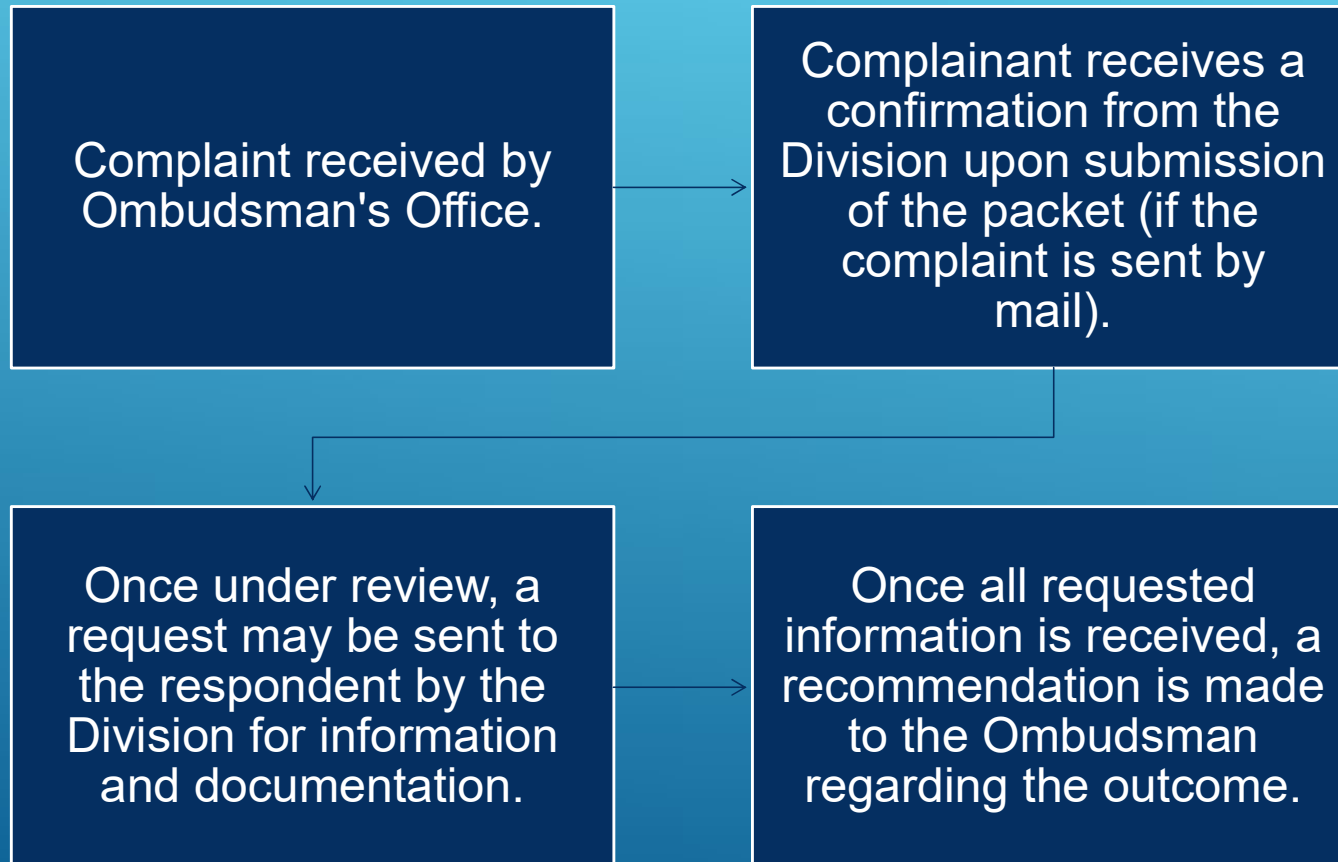 Complaint received by
Ombudsman's Office.
Complainant receives a
confirmation from the
Division upon submission
of the packet (if the
complaint is sent by
mail).
Once under review, a
request may be sent to
the respondent by the
Division for information
and documentation.
Once all requested
information is received, a
recommendation is made
to the Ombudsman
regarding the outcome.